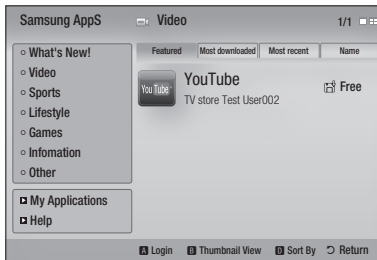 Samsung AppS
Video
1/1
What's New!
Video
Sports
Lifestyle
Games
Infomation
Other
My Applications
Help
Featured
Most downloaded
Most recent
Name
You Tube
YouTube
TV store Test User002
Free
A Login
B Thumbnail View
D Sort By
Return